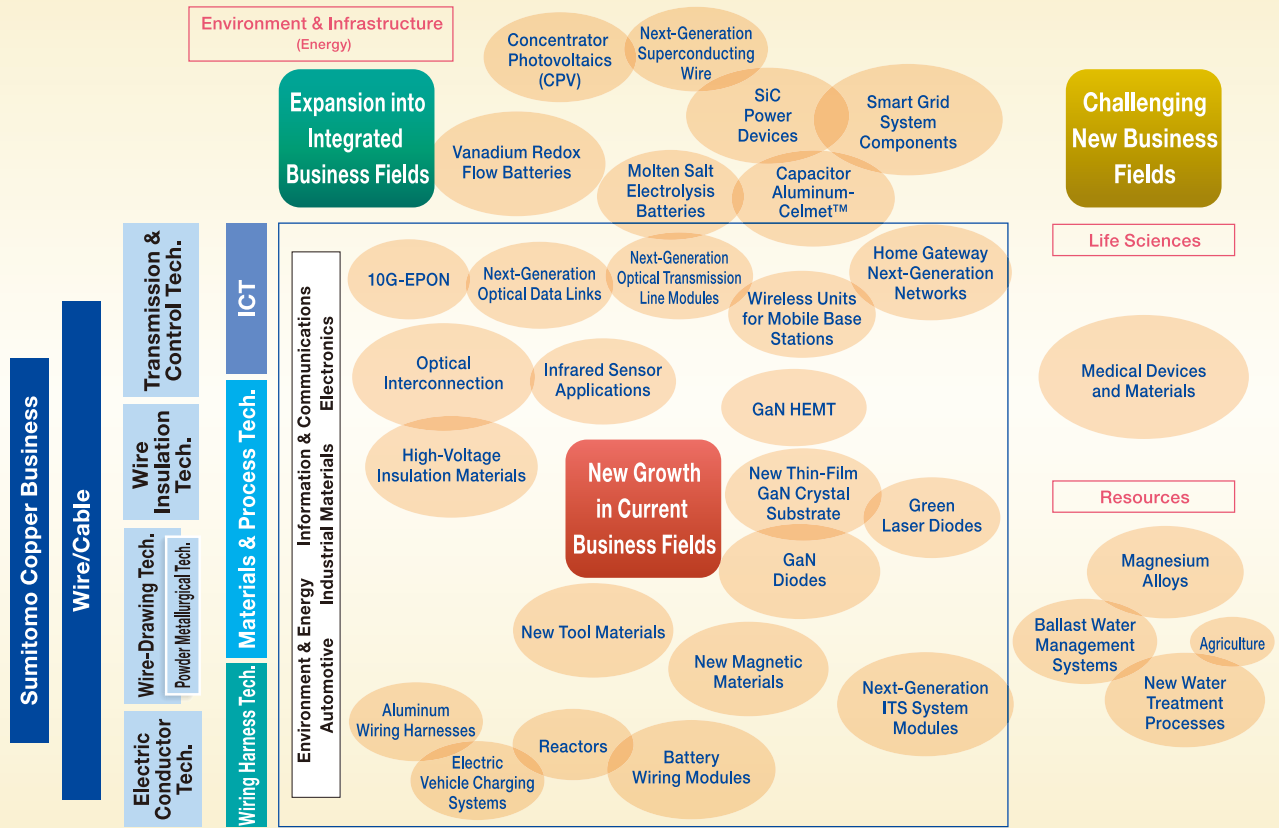 Environment & Infrastructure
(Energy)
Expansion into
Integrated
Business Fields
Concentrator
Photovoltaics
(CPV)
Next-Generation
Superconducting
Wire
SiC
Power
Devices
Smart Grid
System
Components
Vanadium Redox
Flow Batteries
Molten Salt
Electrolysis
Batteries
Capacitor
Aluminum-
Celmet™
Challenging
New Business
Fields
Sumitomo Copper Business
Wire/Cable
Transmission &
Control Tech.
Wire
Insulation
Tech.
Wire-Drawing Tech.
Powder Metallurgical Tech.
Electric
Conductor
Tech.
ICT
Materials & Process Tech.
Wiring Harness Tech.
Environment & Energy
Information & Communications
Automotive
Industrial Materials
Electronics
10G-EPON
Next-Generation
Optical Data Links
Next-Generation
Optical Transmission
Line Modules
Wireless Units
for Mobile Base
Stations
Home Gateway
Next-Generation
Networks
Optical
Interconnection
Infrared Sensor
Applications
GaN HEMT
High-Voltage
Insulation Materials
New Growth
in Current
Business Fields
New Thin-Film
GaN Crystal
Substrate
Green
Laser Diodes
GaN
Diodes
New Tool Materials
New Magnetic
Materials
Next-Generation
ITS System
Modules
Aluminum
Wiring Harnesses
Electric
Vehicle Charging
Systems
Reactors
Battery
Wiring Modules
Life Sciences
Medical Devices
and Materials
Resources
Magnesium
Alloys
Ballast Water
Management
Systems
Agriculture
New Water
Treatment
Processes